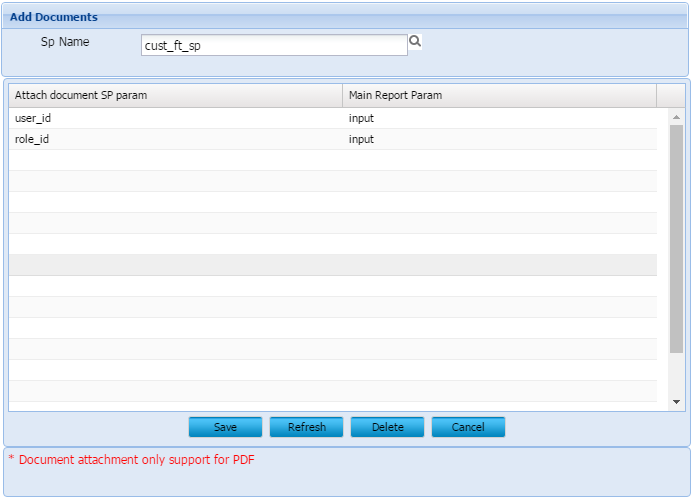 Add Documents
Sp Name cust_ft_sp
Attach document SP param Main Report Param
user_id input
role_id input
Save Refresh Delete Cancel
* Document attachment only support for PDF